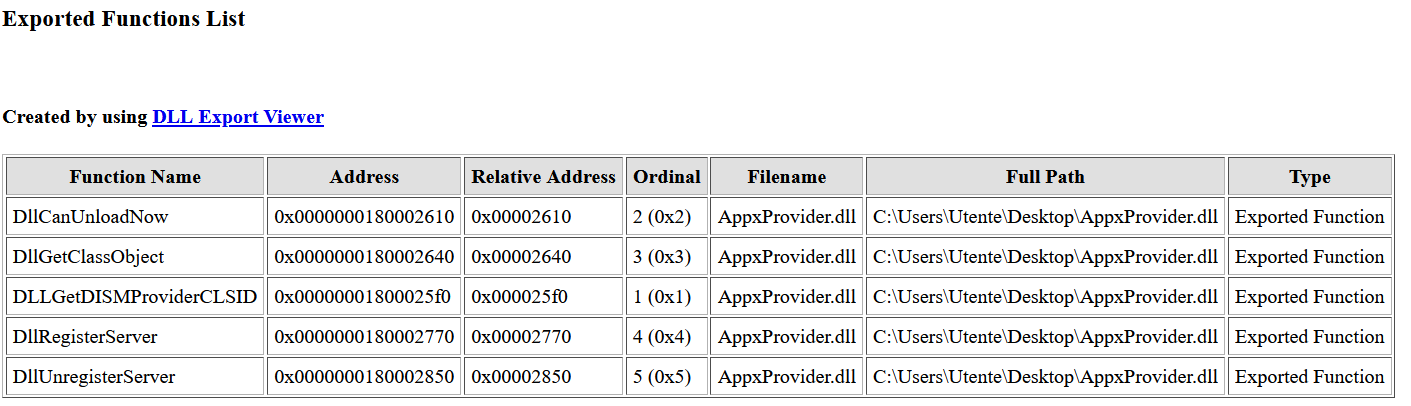 Exported Functions List
Created by using DLL Export Viewer
Function Name Address Relative Address Ordinal Filename Full Path Type
DllCanUnloadNow 0x0000000180002610 0x00002610 2 (0x2) AppxProvider.dll C:\Users\Utente\Desktop\AppxProvider.dll Exported Function
DllGetClassObject 0x0000000180002640 0x00002640 3 (0x3) AppxProvider.dll C:\Users\Utente\Desktop\AppxProvider.dll Exported Function
DLLGetDISMProviderCLSID 0x00000001800025f0 0x000025f0 1 (0x1) AppxProvider.dll C:\Users\Utente\Desktop\AppxProvider.dll Exported Function
DllRegisterServer 0x0000000180002770 0x00002770 4 (0x4) AppxProvider.dll C:\Users\Utente\Desktop\AppxProvider.dll Exported Function
DllUnregisterServer 0x0000000180002850 0x00002850 5 (0x5) AppxProvider.dll C:\Users\Utente\Desktop\AppxProvider.dll Exported Function